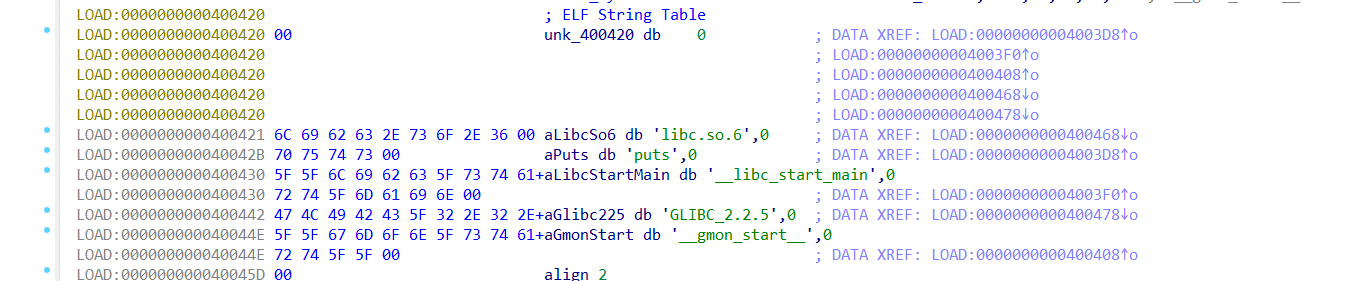 LOAD:0000000000400420 ; ELF String Table
LOAD:0000000000400420 00 unk_400420 db 0 ; DATA XREF: LOAD:00000000004003D8↑o
LOAD:0000000000400420 ; LOAD:00000000004003F0↑o
LOAD:0000000000400420 ; LOAD:0000000000400408↑o
LOAD:0000000000400420 ; LOAD:0000000000400468↓o
LOAD:0000000000400420 ; LOAD:0000000000400478↓o
LOAD:0000000000400421 6C 69 62 63 2E 73 6F 2E 36 00 aLibcSo6 db 'libc.so.6',0 ; DATA XREF: LOAD:0000000000400468↓o
LOAD:000000000040042B 70 75 74 73 00 aPuts db 'puts',0 ; DATA XREF: LOAD:00000000004003D8↑o
LOAD:0000000000400430 5F 5F 6C 69 62 63 5F 73 74 61+aLibcStartMain db '__libc_start_main',0
LOAD:0000000000400430 72 74 5F 6D 61 69 6E 00 ; DATA XREF: LOAD:00000000004003F0↑o
LOAD:0000000000400442 47 4C 49 42 43 5F 32 2E 32 2E+aGlibc225 db 'GLIBC_2.2.5',0 ; DATA XREF: LOAD:0000000000400478↓o
LOAD:000000000040044E 5F 5F 67 6D 6F 6E 5F 73 74 61+aGmonStart db '__gmon_start__',0
LOAD:000000000040044E 72 74 5F 5F 00 ; DATA XREF: LOAD:0000000000400408↑o
LOAD:000000000040045D 00 align 2